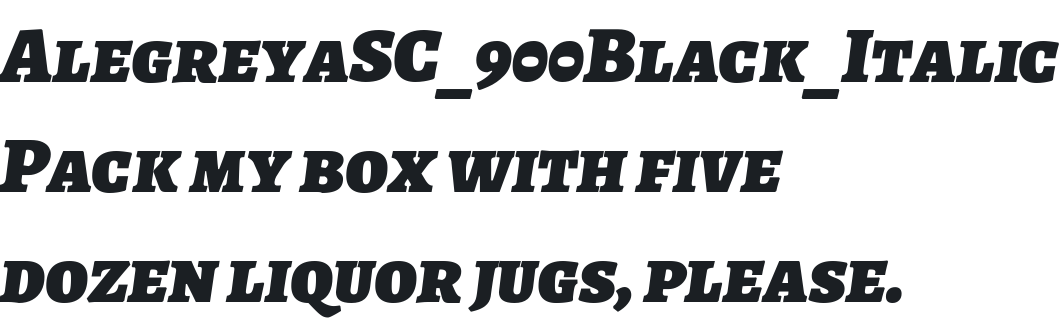 AlegreyaSC_900Black_Italic
Pack my box with five
dozen liquor jugs, please.